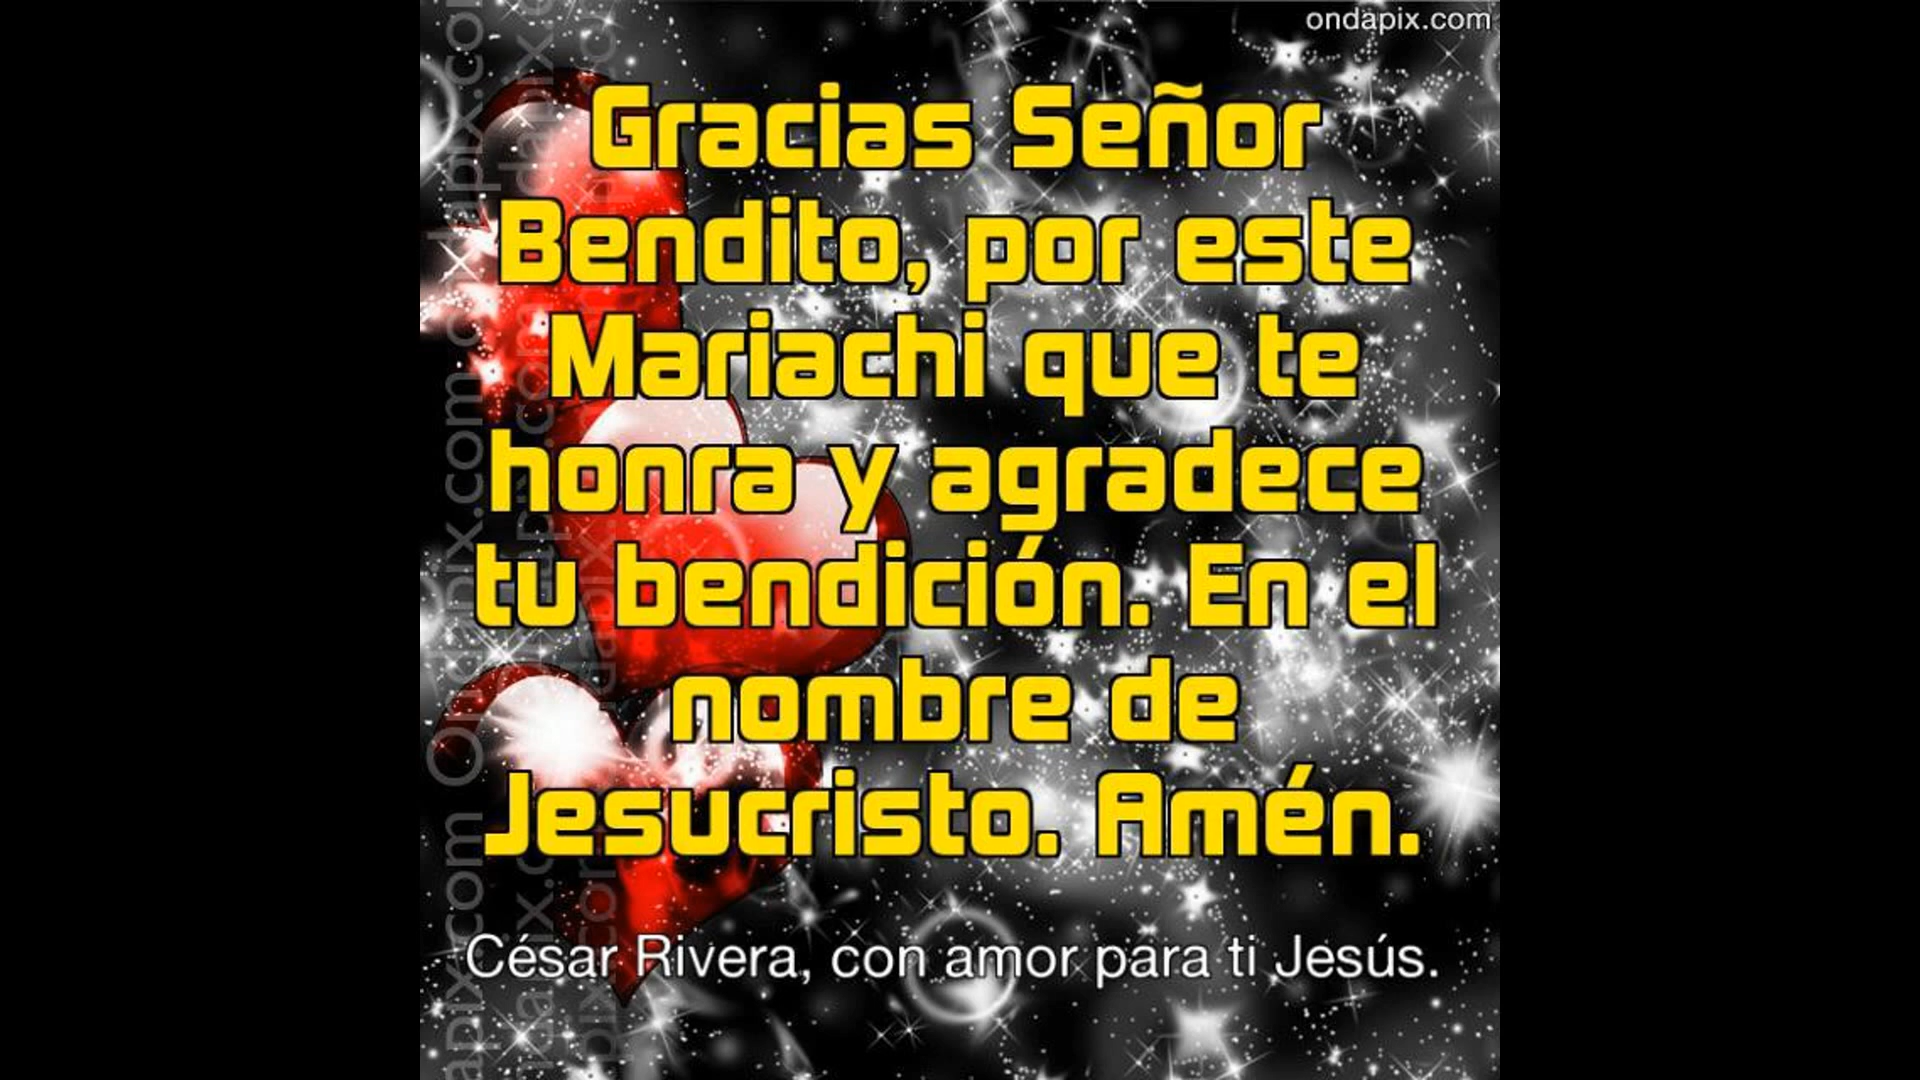 ondapix.com
Gracias Señor
Bendito, por este
Mariachi que te
honra y agradece
tu bendición. En el
nombre de
Jesucristo. Amén.
César Rivera, con amor para ti Jesús.